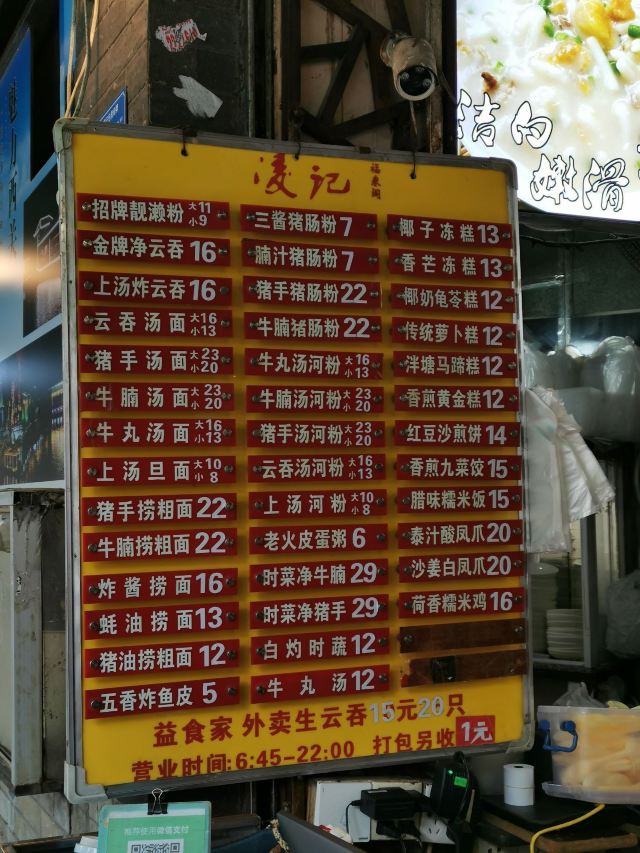 凌记 福来阁
招牌靓濑粉 大11 小9
金牌净云吞 16
上汤炸云吞 16
云吞汤面 大16 小13
猪手汤面 大23 小20
牛腩汤面 大23 小20
牛丸汤面 大16 小13
上汤旦面 大10 小8
猪手捞粗面 22
牛腩捞粗面 22
炸酱捞面 16
蚝油捞面 13
猪油捞粗面 12
五香炸鱼皮 5
三酱猪肠粉 7
腩汁猪肠粉 7
猪手猪肠粉 22
牛腩猪肠粉 22
牛丸汤河粉 大16 小13
牛腩汤河粉 大23 小20
猪手汤河粉 大23 小20
云吞汤河粉 大16 小13
上汤河粉 大10 小8
老火皮蛋粥 6
时菜净牛腩 29
时菜净猪手 29
白灼时蔬 12
牛丸汤 12
椰子冻糕 13
香芒冻糕 13
椰奶龟苓糕 12
传统萝卜糕 12
泮塘马蹄糕 12
香煎黄金糕 12
红豆沙煎饼 14
香煎九菜饺 15
腊味糯米饭 15
泰汁酸凤爪 20
沙姜白凤爪 20
荷香糯米鸡 16
益食家 外卖生云吞15元20只
营业时间:6:45-22:00 打包另收1元
洁白
嫩滑
推荐使用微信支付